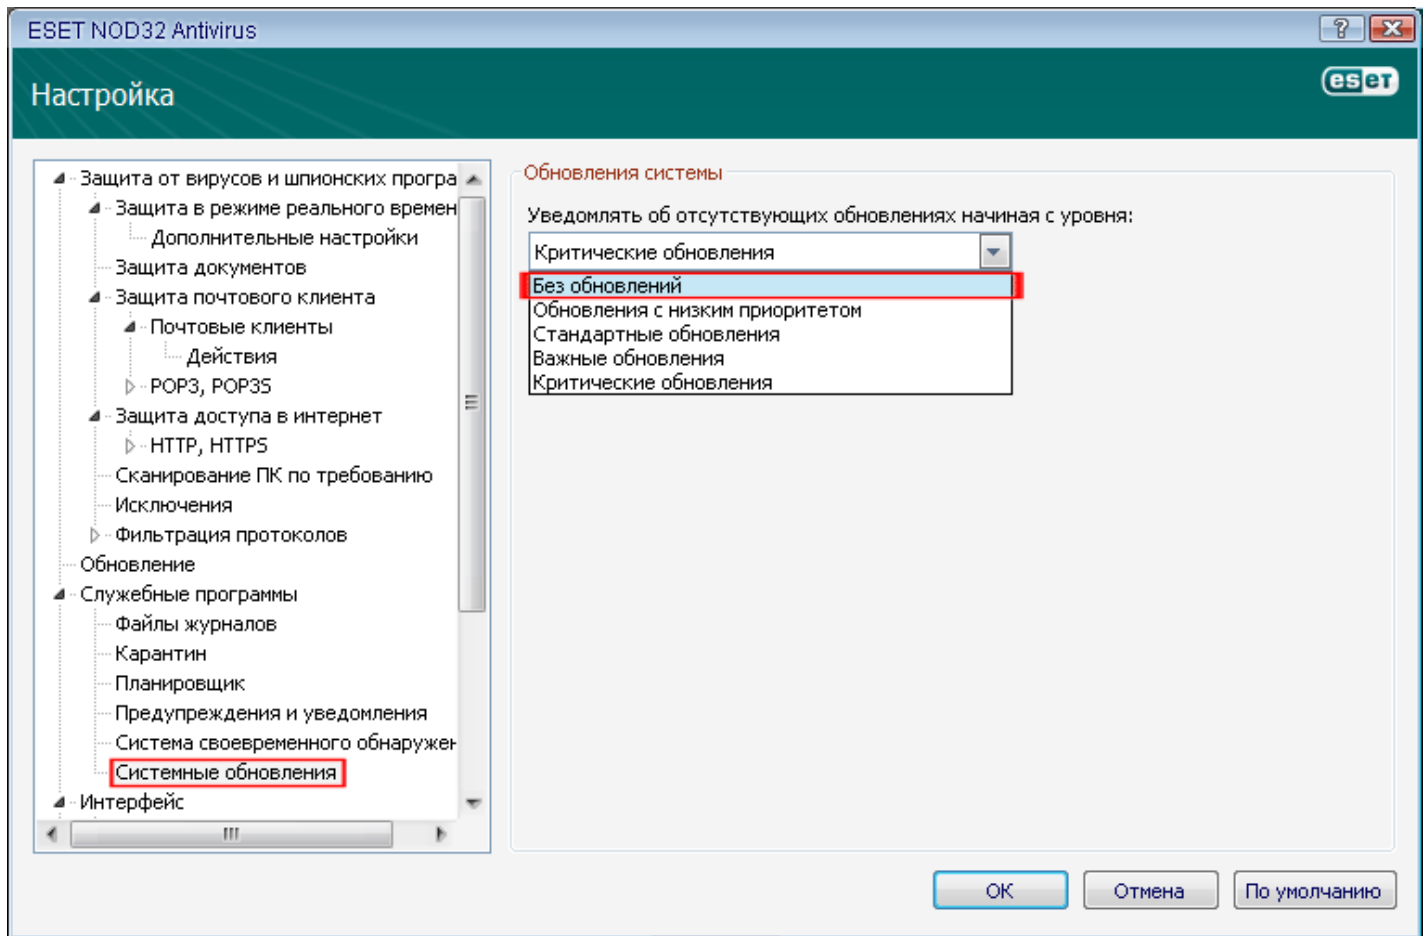 ESET NOD32 Antivirus
Настройка
eset
Защита от вирусов и шпионских програ
Защита в режиме реального времен
Дополнительные настройки
Защита документов
Защита почтового клиента
Почтовые клиенты
Действия
POP3, POP3S
Защита доступа в интернет
HTTP, HTTPS
Сканирование ПК по требованию
Исключения
Фильтрация протоколов
Обновление
Служебные программы
Файлы журналов
Карантин
Планировщик
Предупреждения и уведомления
Система своевременного обнаружен
Системные обновления
Интерфейс
Обновления системы
Уведомлять об отсутствующих обновлениях начиная с уровня:
Критические обновления
Без обновлений
Обновления с низким приоритетом
Стандартные обновления
Важные обновления
Критические обновления
OK
Отмена
По умолчанию